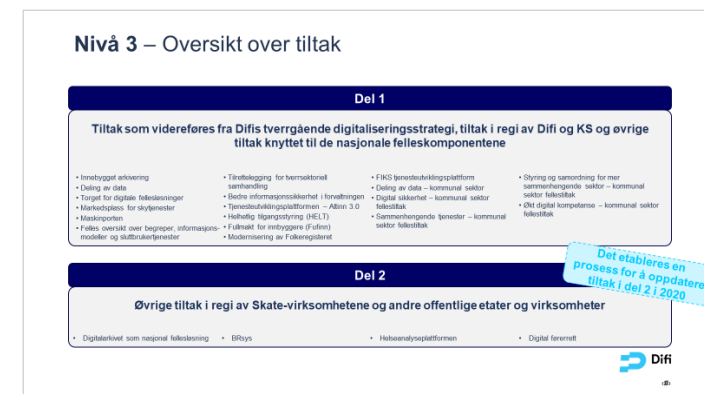 Nivå 3 – Oversikt over tiltak
Del 1
Tiltak som videreføres fra Difis tverrgående digitaliseringsstrategi, tiltak i regi av Difi og KS og øvrige
tiltak knyttet til de nasjonale felleskomponentene
• Innebygget arkivering
• Deling av data
• Torget for digitale fellesløsninger
• Markedsplass for skytjenester
• Maskinporten
• Felles oversikt over begreper, informasjons-
modeller og sluttbrukertjenester
• Tilrettelegging for tverrsektoriell
samhandling
• Bedre informasjonssikkerhet i forvaltningen
• Tjenesteutviklingsplattformen – Altinn 3.0
• Helhetlig tilgangsstyring (HELT)
• Fullmakt for innbyggere (Fufinn)
• Modernisering av Folkeregisteret
• FIKS tjenesteutviklingsplattform
• Deling av data – kommunal sektor
• Digital sikkerhet – kommunal sektor
fellestiltak
• Sammenhengende tjenester – kommunal
sektor fellestiltak
• Styring og samordning for mer
sammenhengende sektor – kommunal
sektor fellestiltak
• Økt digital kompetanse – kommunal sektor
fellestiltak
Det etableres en
prosess for å oppdatere
tiltak i del 2 i 2020
Del 2
Øvrige tiltak i regi av Skate-virksomhetene og andre offentlige etater og virksomheter
• Digitalarkivet som nasjonal fellesløsning
• BRsys
• Helseanalyseplattformen
• Digital førerrett
Difi